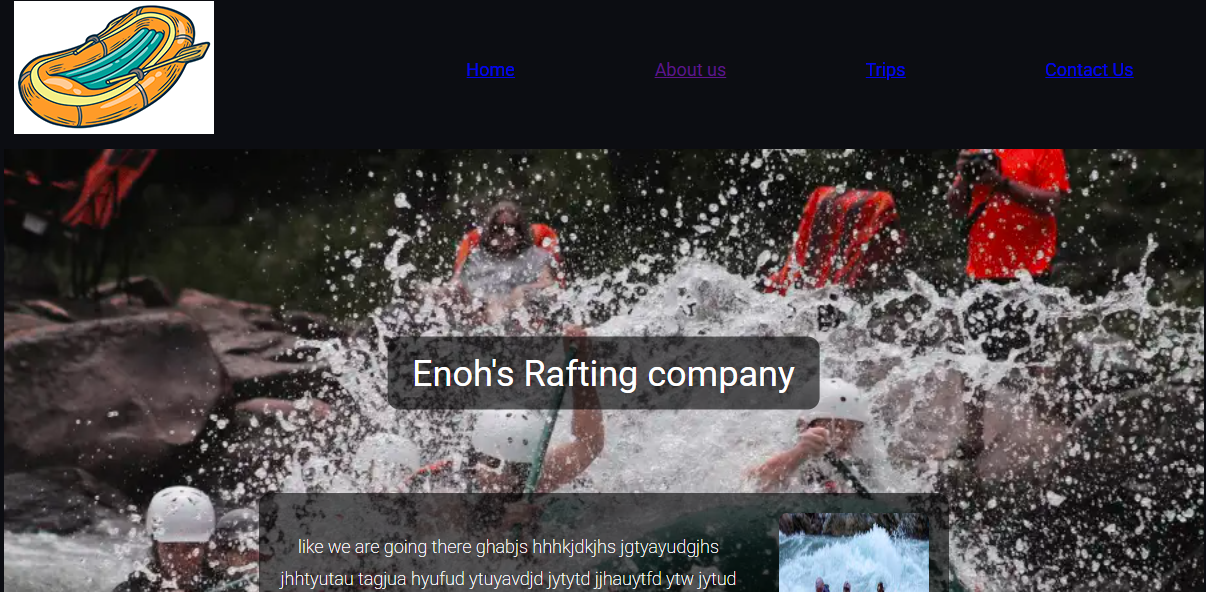 Home About us Trips Contact Us
Enoh's Rafting company
like we are going there ghabjs hhhkjdkjhs jgtyayudgjhs
jhhtyutau tagjua hyufud ytuyavdjd jytytd jjhauytfd ytw jytud